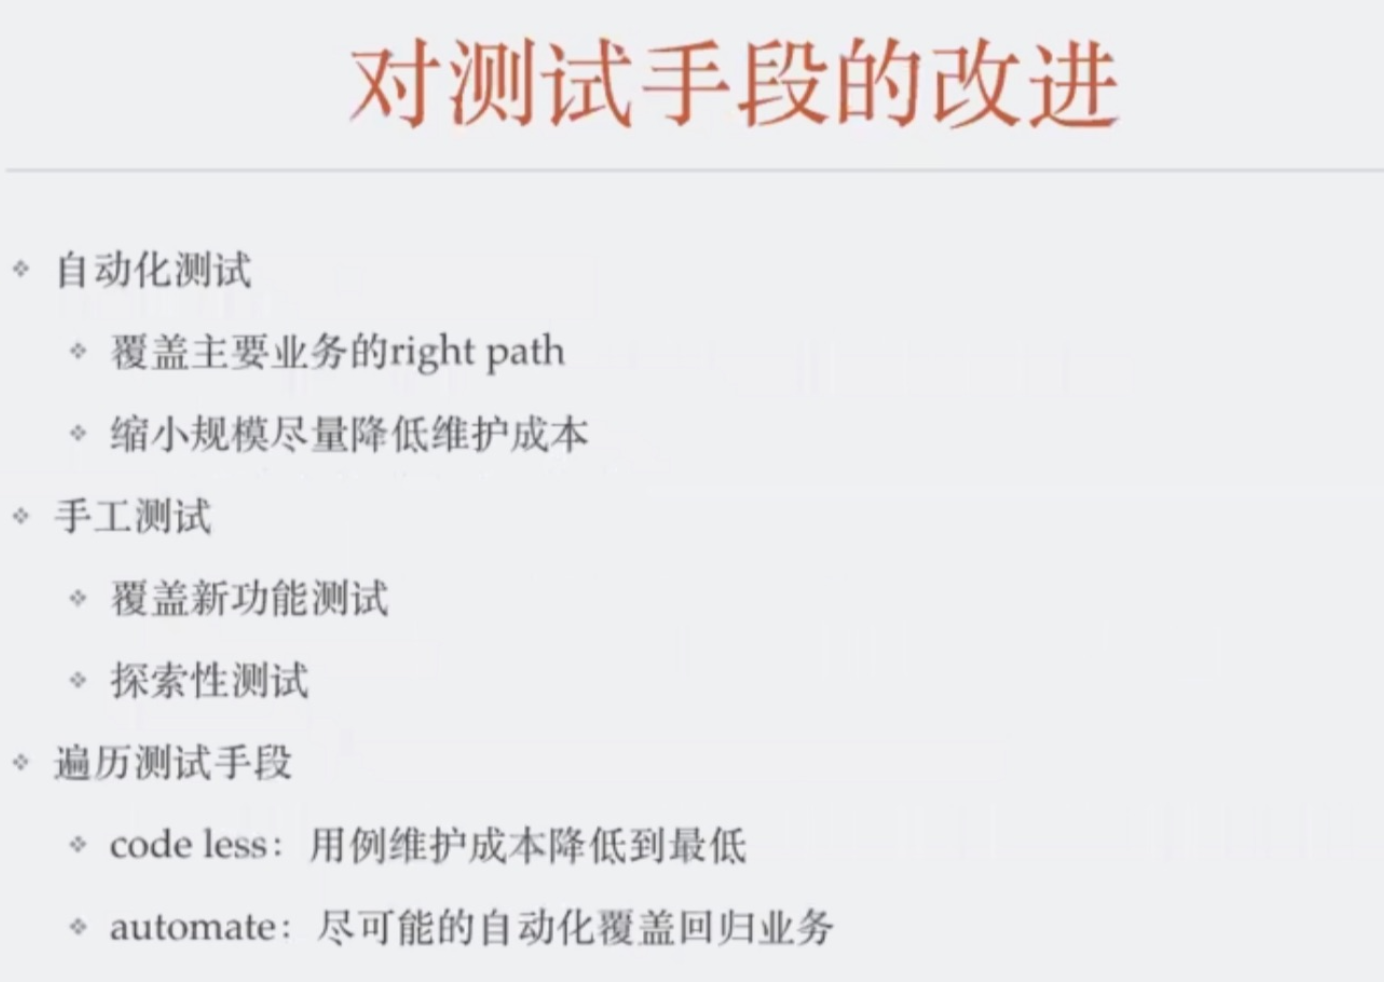 对测试手段的改进
自动化测试
覆盖主要业务的right path
缩小规模尽量降低维护成本
手工测试
覆盖新功能测试
探索性测试
遍历测试手段
code less：用例维护成本降低到最低
automate：尽可能的自动化覆盖回归业务